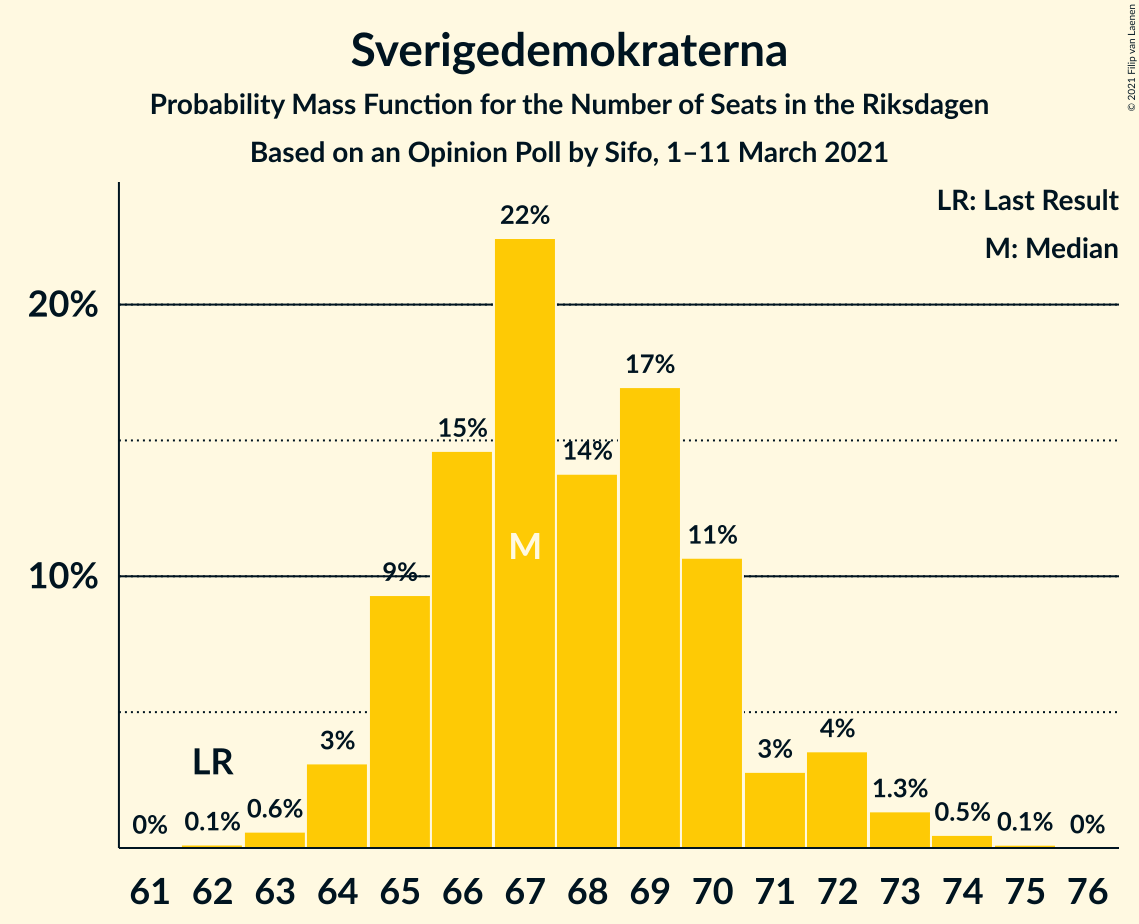 Sverigedemokraterna
Probability Mass Function for the Number of Seats in the Riksdagen
Based on an Opinion Poll by Sifo, 1–11 March 2021
© 2021 Filip van Laenen
LR: Last Result
M: Median
20%
10%
0%
0.1%
0.6%
3%
9%
15%
22%
14%
17%
11%
3%
4%
1.3%
0.5%
0.1%
0%
LR
M
61 62 63 64 65 66 67 68 69 70 71 72 73 74 75 76